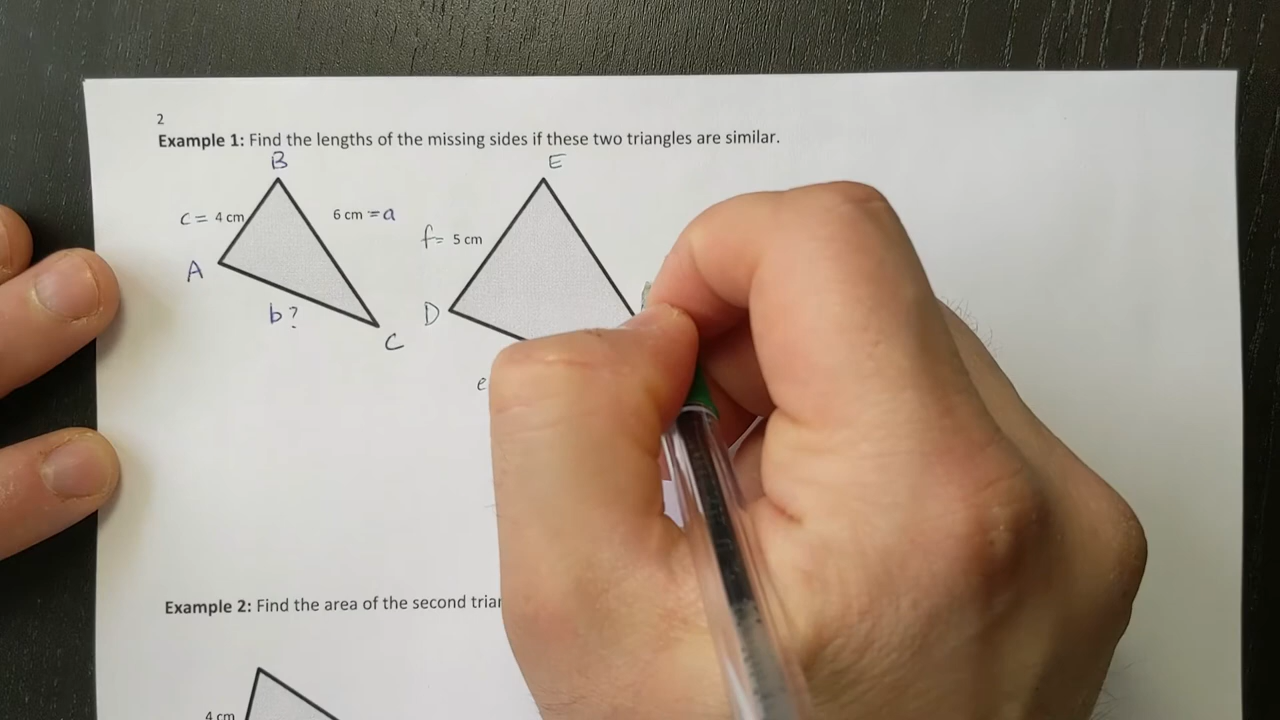 2
Example 1: Find the lengths of the missing sides if these two triangles are similar.
B
E
c = 4 cm
6 cm = a
f = 5 cm
A
b?
D
C
e
Example 2: Find the area of the second
4 cm